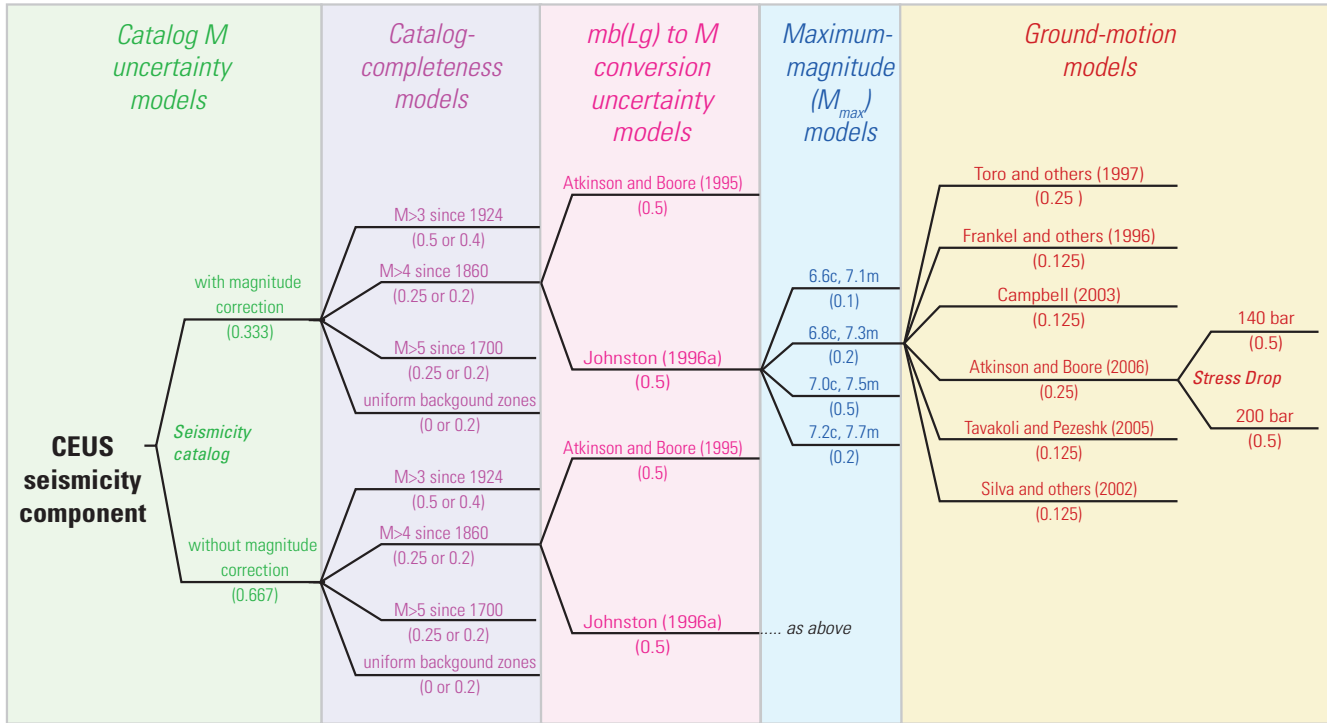 Catalog M
uncertainty
models
Catalog-
completeness
models
mb(Lg) to M
conversion
uncertainty
models
Maximum-
magnitude
(Mmax)
models
Ground-motion
models
CEUS
seismicity
component
Seismicity
catalog
with magnitude
correction
(0.333)
without magnitude
correction
(0.667)
M>3 since 1924
(0.5 or 0.4)
M>4 since 1860
(0.25 or 0.2)
M>5 since 1700
(0.25 or 0.2)
uniform backgound zones
(0 or 0.2)
M>3 since 1924
(0.5 or 0.4)
M>4 since 1860
(0.25 or 0.2)
M>5 since 1700
(0.25 or 0.2)
uniform backgound zones
(0 or 0.2)
Atkinson and Boore (1995)
(0.5)
Johnston (1996a)
(0.5)
Atkinson and Boore (1995)
(0.5)
Johnston (1996a)
(0.5)
..... as above
6.6c, 7.1m
(0.1)
6.8c, 7.3m
(0.2)
7.0c, 7.5m
(0.5)
7.2c, 7.7m
(0.2)
Toro and others (1997)
(0.25 )
Frankel and others (1996)
(0.125)
Campbell (2003)
(0.125)
Atkinson and Boore (2006)
(0.25)
Tavakoli and Pezeshk (2005)
(0.125)
Silva and others (2002)
(0.125)
140 bar
(0.5)
Stress Drop
200 bar
(0.5)